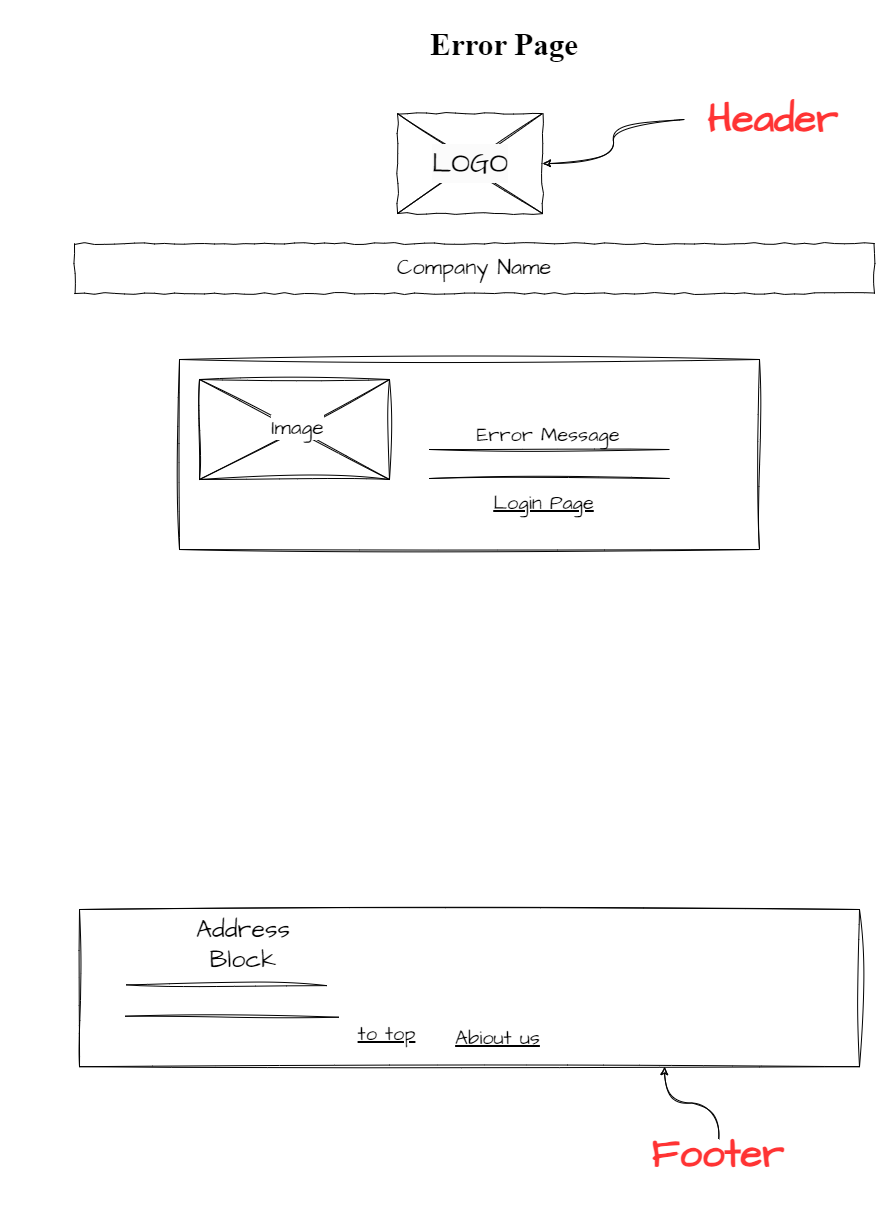 Error Page
Header
LOGO
Company Name
Image
Error Message
Login Page
Address
Block
to top
Abiout us
Footer